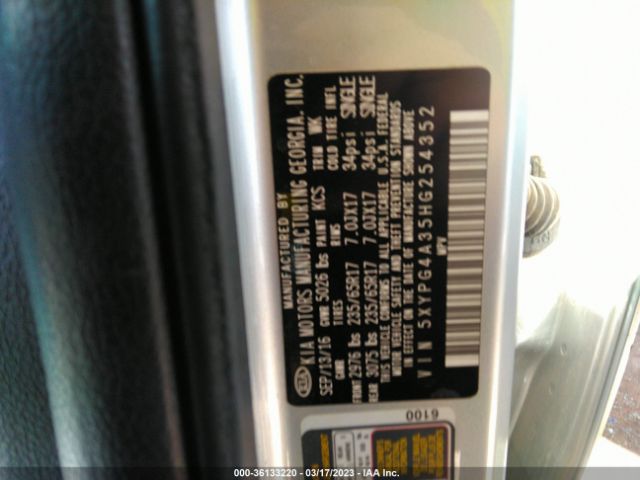 MANUFACTURED BY
KIA KIA MOTORS MANUFACTURING GEORGIA, INC.
SEP/13/16 GVWR 5026 lbs PAINT KCS TRIM WK
GAWR TIRES RIMS COLD TIRE INFL
FRONT 2976 lbs 235/65R17 7.0JX17 34psi SINGLE
REAR 3075 lbs 235/65R17 7.0JX17 34psi SINGLE
THIS VEHICLE CONFORMS TO ALL APPLICABLE U.S.A. FEDERAL
MOTOR VEHICLE SAFETY AND THEFT PREVENTION STANDARDS
IN EFFECT ON THE DATE OF MANUFACTURE SHOWN ABOVE
VIN 5XYPG4A35HG254352
MPV
6100
000-36133220 - 03/17/2023 - IAA Inc.